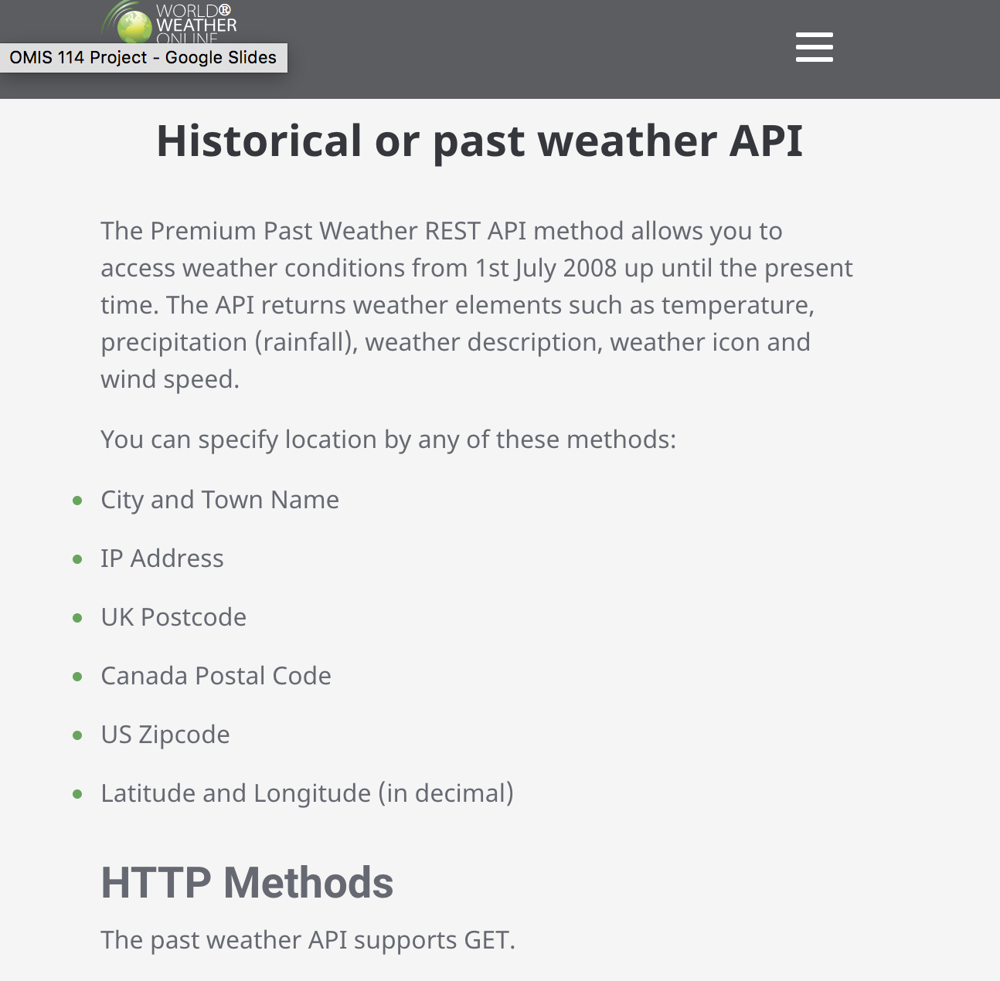 WORLD®
WEATHER
ONLINE
OMIS 114 Project - Google Slides
Historical or past weather API
The Premium Past Weather REST API method allows you to
access weather conditions from 1st July 2008 up until the present
time. The API returns weather elements such as temperature,
precipitation (rainfall), weather description, weather icon and
wind speed.
You can specify location by any of these methods:
City and Town Name
IP Address
UK Postcode
Canada Postal Code
US Zipcode
Latitude and Longitude (in decimal)
HTTP Methods
The past weather API supports GET.